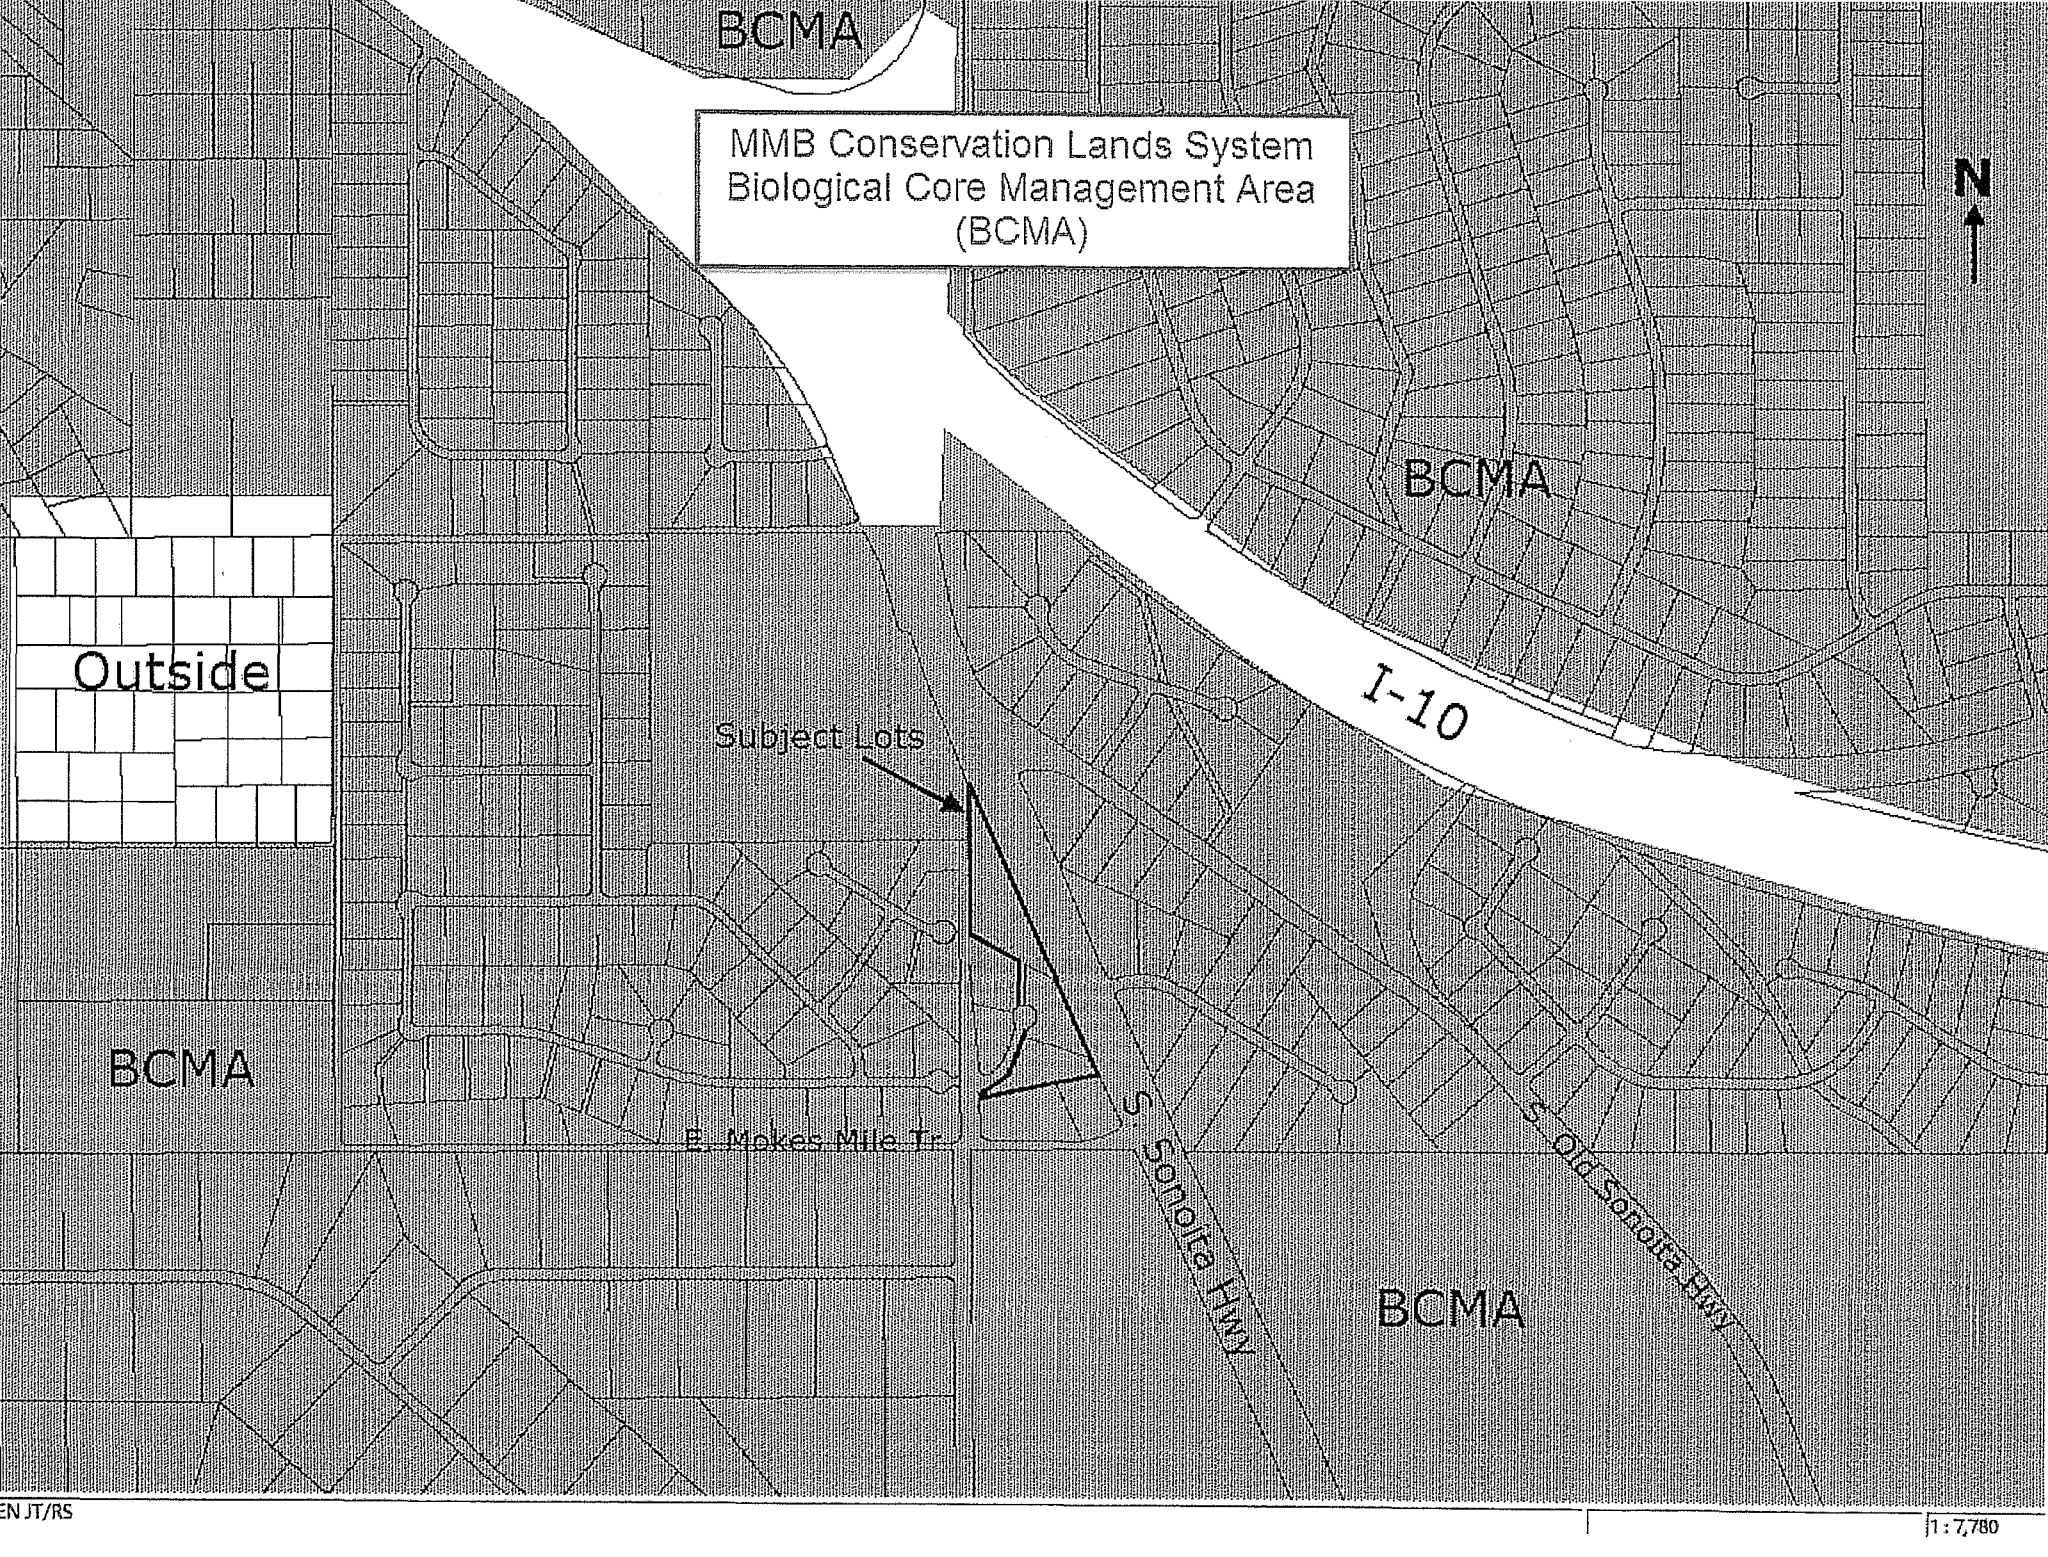 BCMA
MMB Conservation Lands System
Biological Core Management Area
(BCMA)
N
BCMA
Outside
I-10
Subject Lots
BCMA
S. Sonoita Hwy
S. Old Sonoita Hwy
E. Mokes Mile Tr
BCMA
EN JT/RS
1 : 7,780